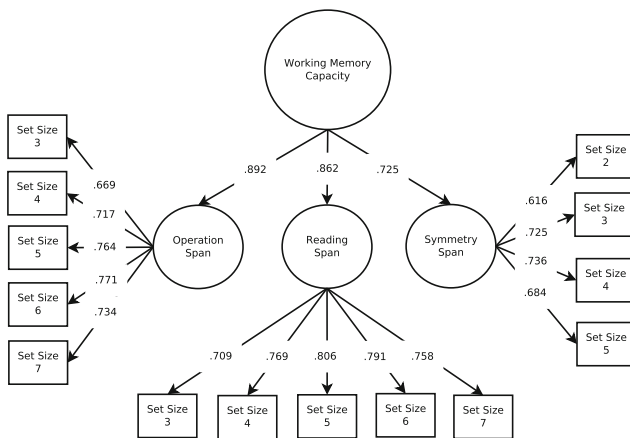 Working Memory
Capacity
.892
.862
.725
Set Size
3
Set Size
4
Set Size
5
Set Size
6
Set Size
7
.669
.717
.764
.771
.734
Operation
Span
Reading
Span
Symmetry
Span
.616
.725
.736
.684
Set Size
2
Set Size
3
Set Size
4
Set Size
5
.709
.769
.806
.791
.758
Set Size
3
Set Size
4
Set Size
5
Set Size
6
Set Size
7